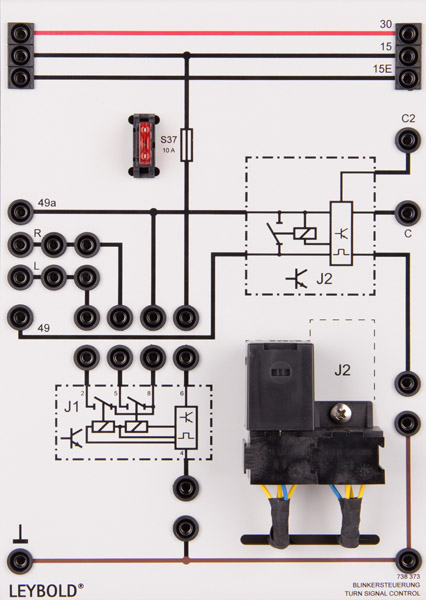 30
15
15E
S37
10 A
C2
49a
R
C
L
J2
49
J2
2 5 8 6
J1
4
738 373
BLINKERSTEUERUNG
TURN SIGNAL CONTROL
LEYBOLD®